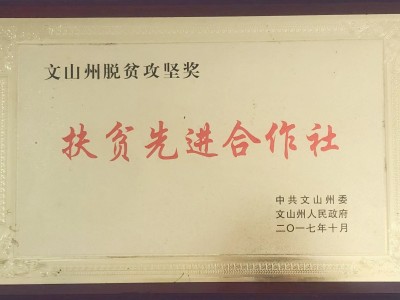 文山州脱贫攻坚奖
扶贫先进合作社
中共文山州委
文山州人民政府
二〇一七年十月